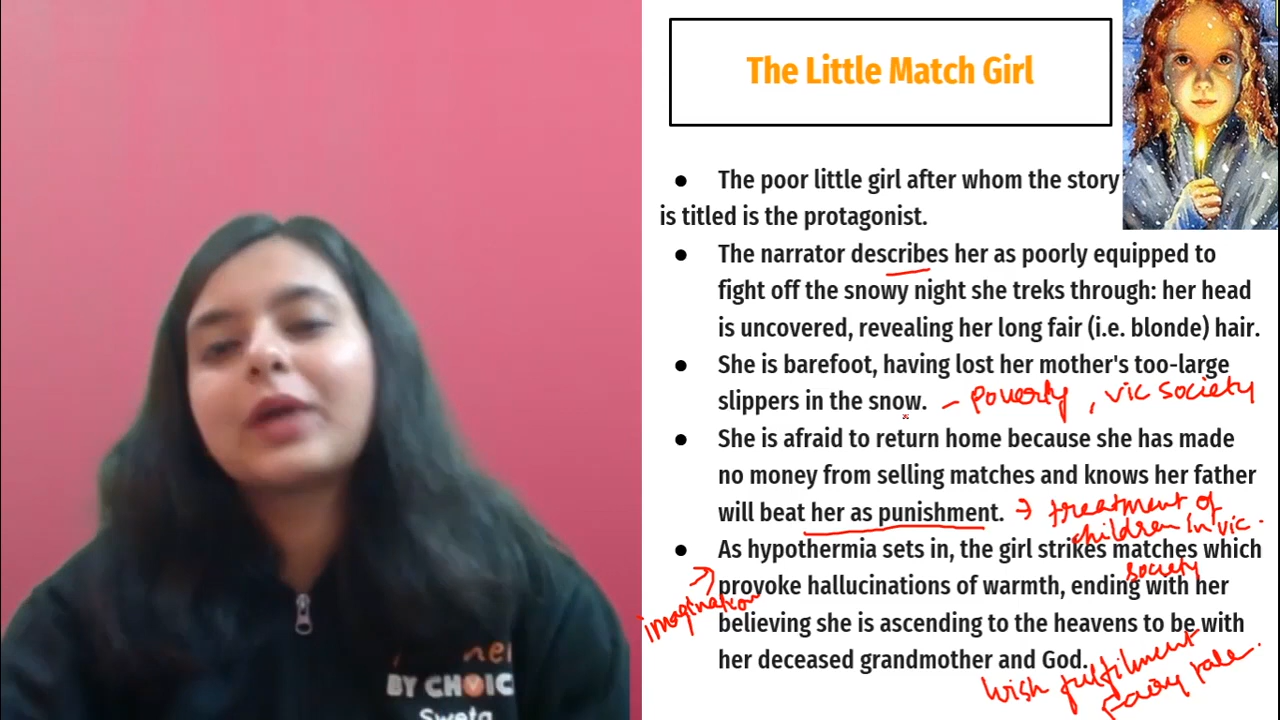 The Little Match Girl
● The poor little girl after whom the story
is titled is the protagonist.
● The narrator describes her as poorly equipped to
fight off the snowy night she treks through: her head
is uncovered, revealing her long fair (i.e. blonde) hair.
● She is barefoot, having lost her mother's too-large
slippers in the snow. – poverty, vic society
● She is afraid to return home because she has made
no money from selling matches and knows her father
will beat her as punishment. → treatment of
children in vic.
society
● As hypothermia sets in, the girl strikes matches which
provoke hallucinations of warmth, ending with her
imagination
believing she is ascending to the heavens to be with
her deceased grandmother and God.
wish fulfilment
Fairy tale.
BY CHOIC
Sweta